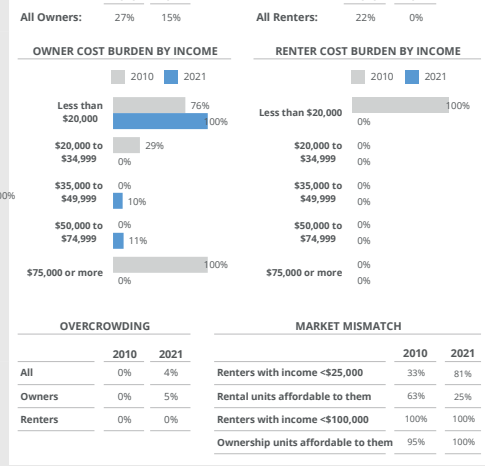 All Owners: 27% 15%
All Renters: 22% 0%
OWNER COST BURDEN BY INCOME
2010 2021
Less than
$20,000
76%
100%
$20,000 to
$34,999
29%
0%
$35,000 to
$49,999
0%
10%
$50,000 to
$74,999
0%
11%
$75,000 or more
100%
0%
RENTER COST BURDEN BY INCOME
2010 2021
Less than $20,000
100%
0%
$20,000 to
$34,999
0%
0%
$35,000 to
$49,999
0%
0%
$50,000 to
$74,999
0%
0%
$75,000 or more
0%
0%
OVERCROWDING
2010 2021
All 0% 4%
Owners 0% 5%
Renters 0% 0%
MARKET MISMATCH
2010 2021
Renters with income <$25,000 33% 81%
Rental units affordable to them 63% 25%
Renters with income <$100,000 100% 100%
Ownership units affordable to them 95% 100%